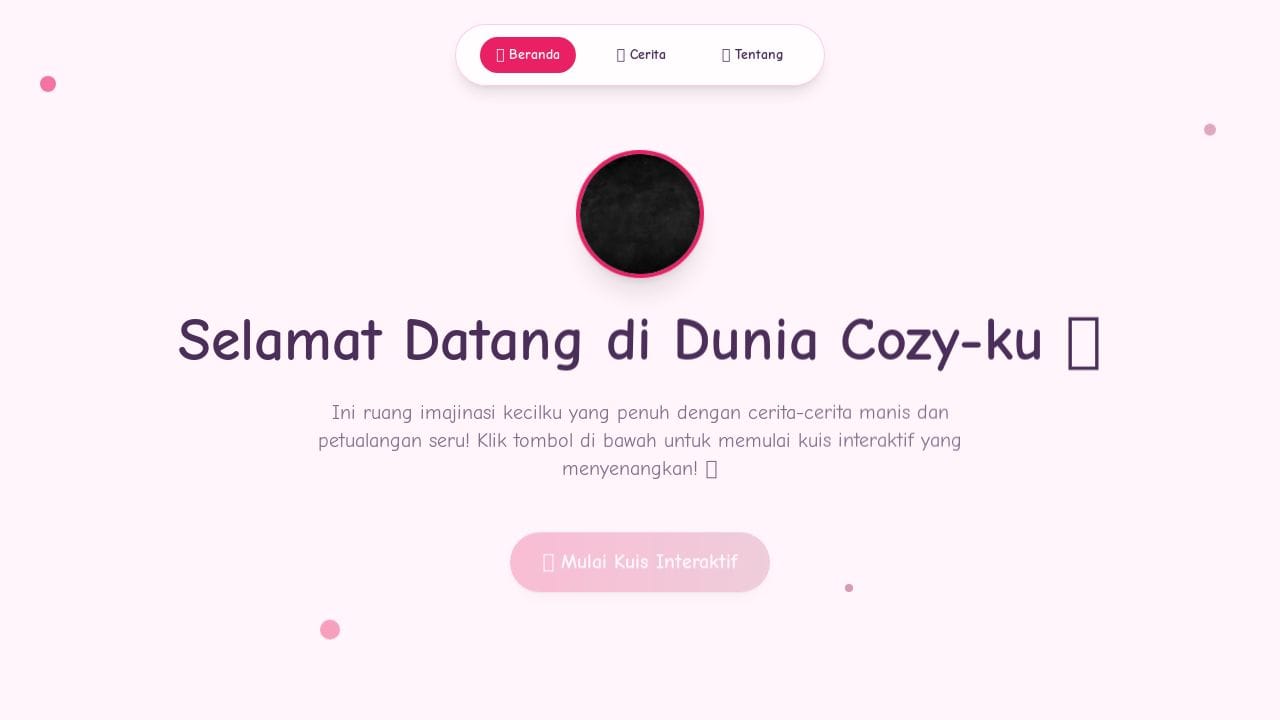 Beranda
Cerita
Tentang
Selamat Datang di Dunia Cozy-ku
Ini ruang imajinasi kecilku yang penuh dengan cerita-cerita manis dan
petualangan seru! Klik tombol di bawah untuk memulai kuis interaktif yang
menyenangkan!
Mulai Kuis Interaktif